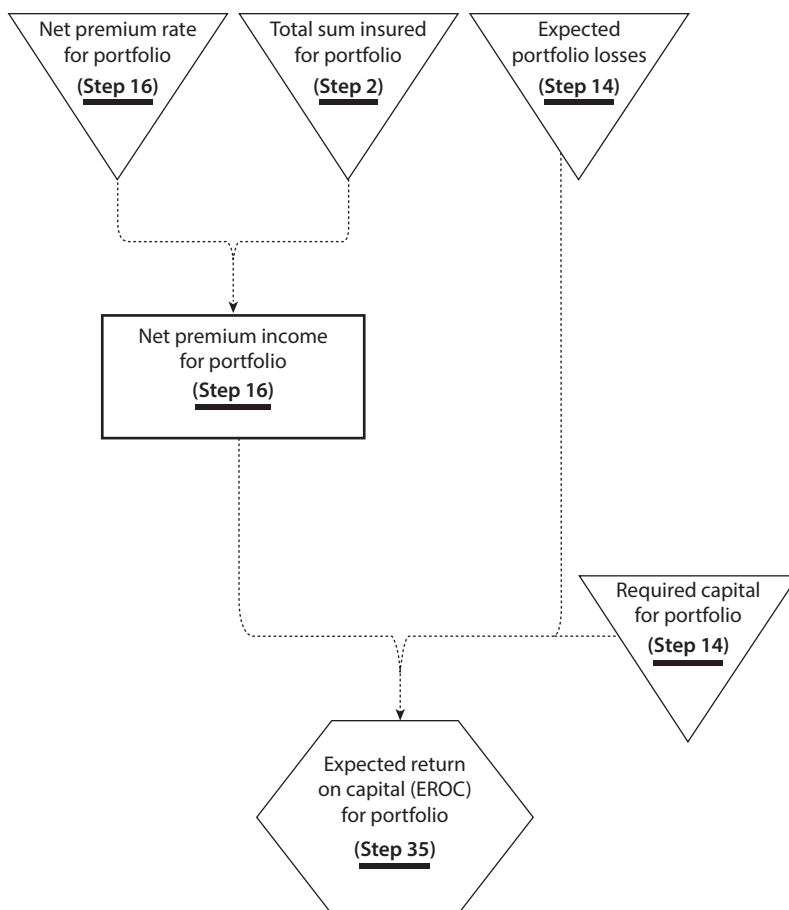 Net premium rate
for portfolio
(Step 16)
Total sum insured
for portfolio
(Step 2)
Expected
portfolio losses
(Step 14)
Net premium income
for portfolio
(Step 16)
Required capital
for portfolio
(Step 14)
Expected return
on capital (EROC)
for portfolio
(Step 35)